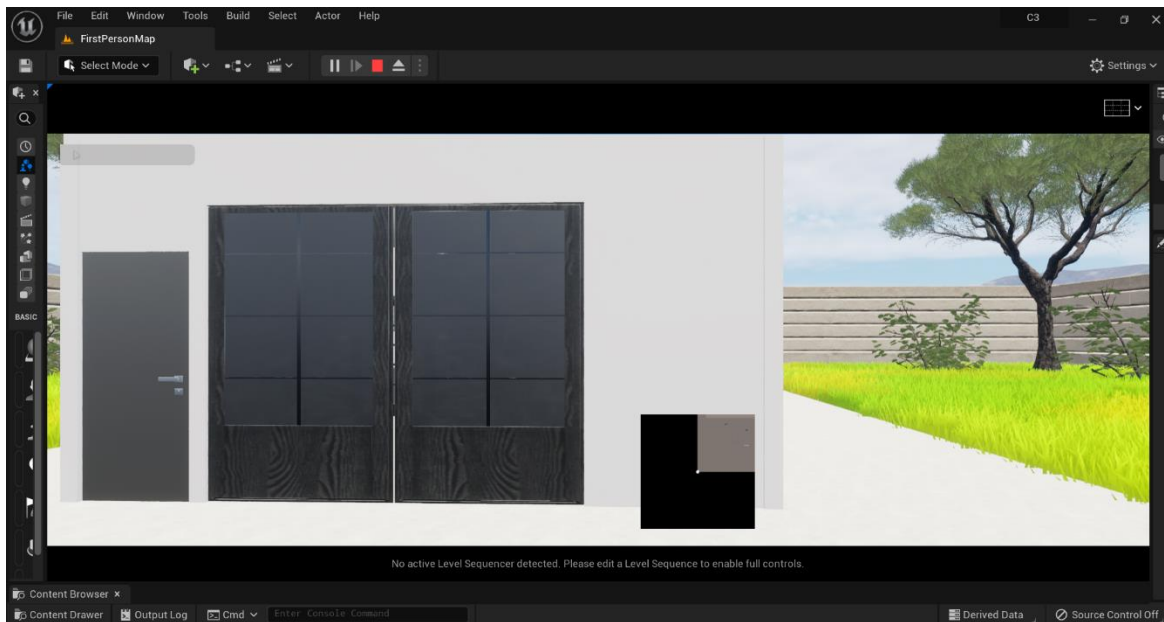 File Edit Window Tools Build Select Actor Help
C3
FirstPersonMap
Select Mode
Settings
BASIC
No active Level Sequencer detected. Please edit a Level Sequence to enable full controls.
Content Browser
Content Drawer Output Log Cmd Enter Console Command Derived Data Source Control Off